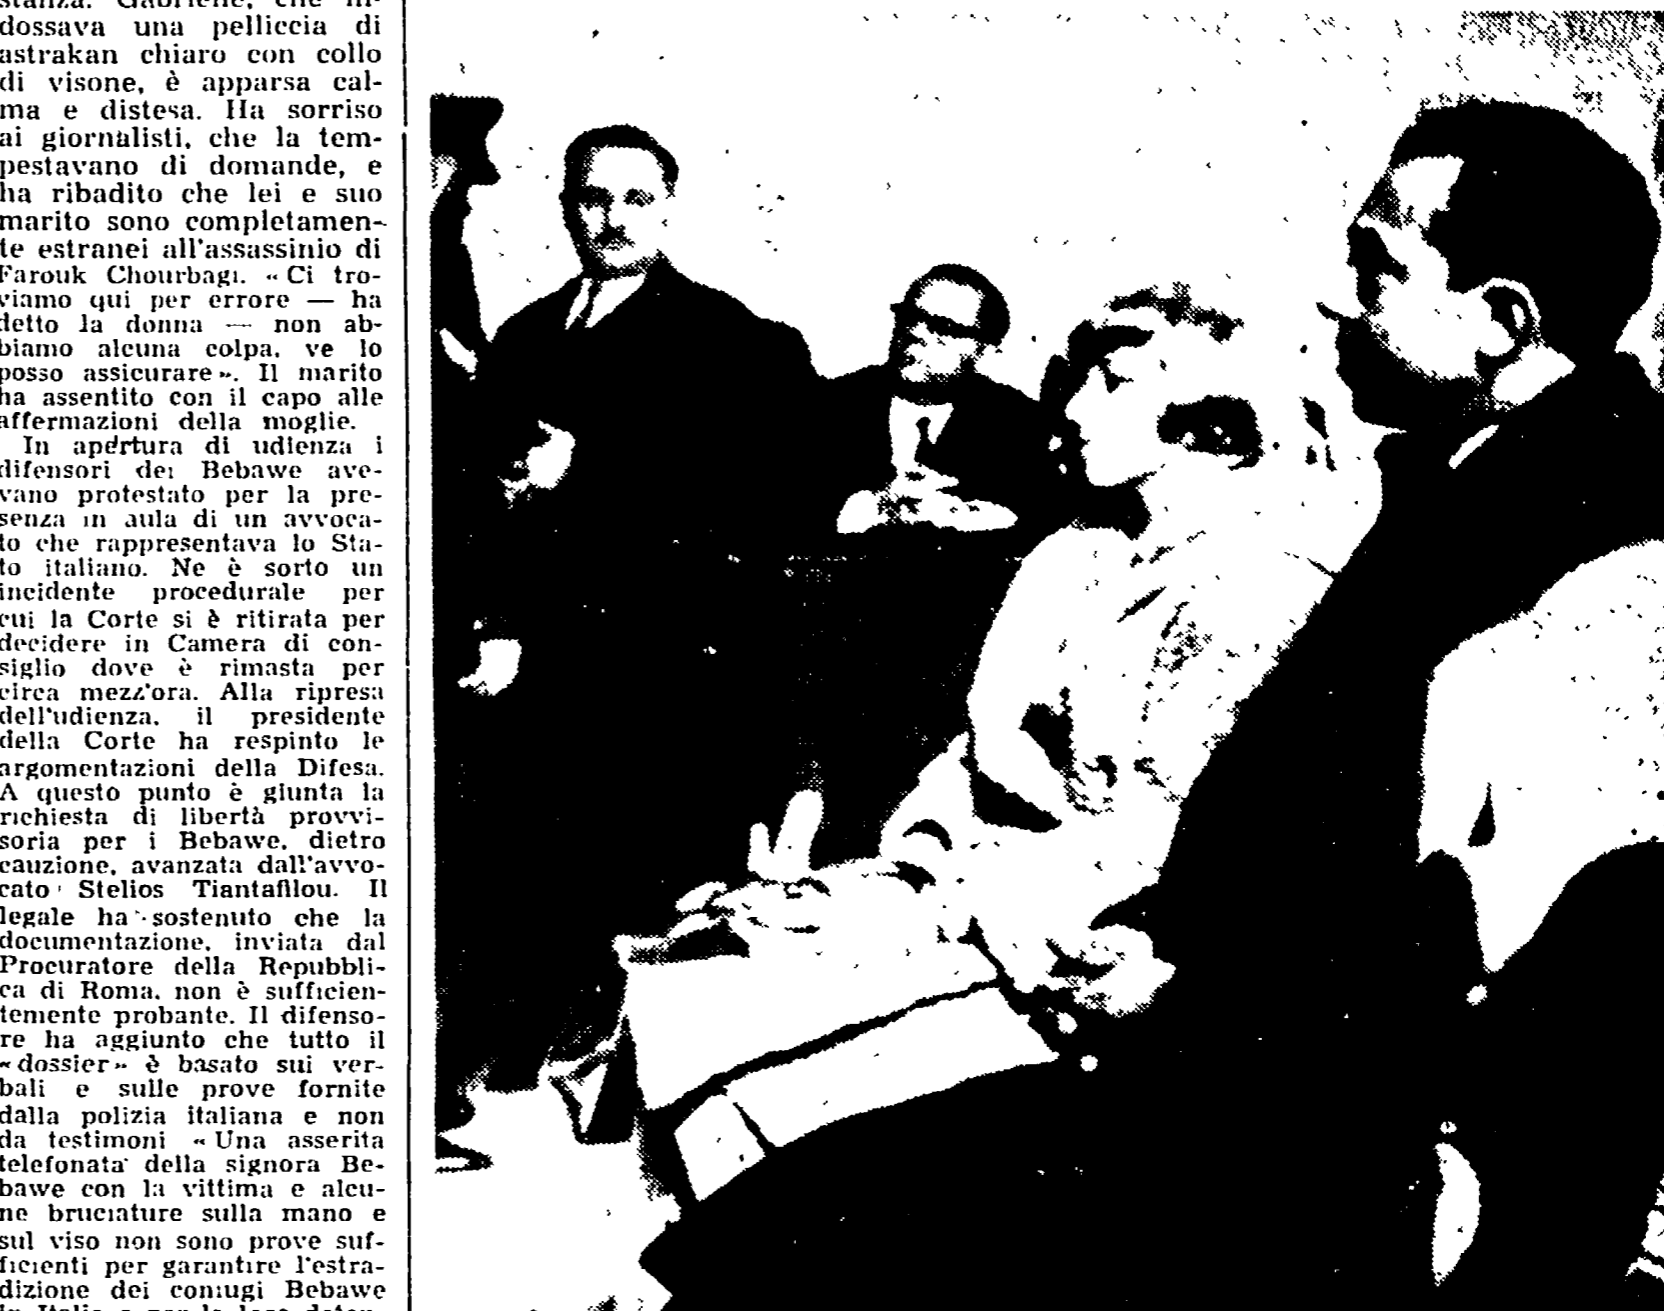 stanza. Gabriele, che in-
dossava una pelliccia di
astrakan chiaro con collo
di visone, è apparsa cal-
ma e distesa. Ha sorriso
ai giornalisti, che la tem-
pestavano di domande, e
ha ribadito che lei e suo
marito sono completamen-
te estranei all'assassinio di
Farouk Chourbagi. «Ci tro-
viamo qui per errore — ha
detto la donna — non ab-
biamo alcuna colpa, ve lo
posso assicurare». Il marito
ha assentito con il capo alle
affermazioni della moglie.
In apertura di udienza i
difensori dei Bebawe ave-
vano protestato per la pre-
senza in aula di un avvoca-
to che rappresentava lo Sta-
to italiano. Ne è sorto un
incidente procedurale per
cui la Corte si è ritirata per
decidere in Camera di con-
siglio dove è rimasta per
circa mezz'ora. Alla ripresa
dell'udienza, il presidente
della Corte ha respinto le
argomentazioni della Difesa.
A questo punto è giunta la
richiesta di libertà provvi-
soria per i Bebawe, dietro
cauzione, avanzata dall'avvo-
cato Stelios Tiantafilou. Il
legale ha sostenuto che la
documentazione, inviata dal
Procuratore della Repubbli-
ca di Roma, non è sufficien-
temente probante. Il difenso-
re ha aggiunto che tutto il
«dossier» è basato sui ver-
bali e sulle prove fornite
dalla polizia italiana e non
da testimoni «Una asserita
telefonata della signora Be-
bawe con la vittima e alcu-
ne bruciature sulla mano e
sul viso non sono prove suf-
ficienti per garantire l'estra-
dizione dei coniugi Bebawe